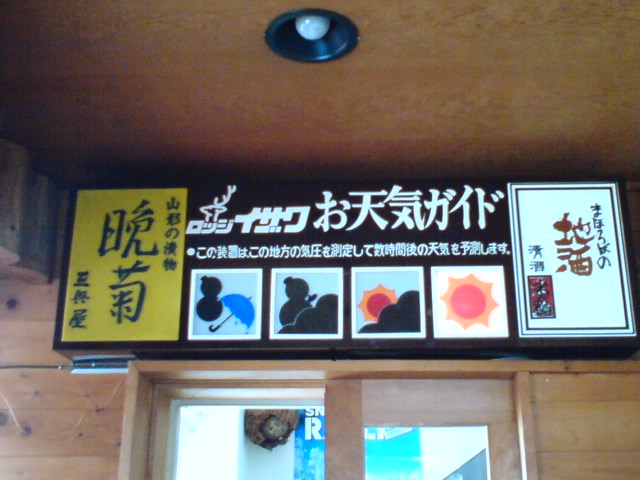 山形の漬物
晩菊
三奥屋
ロッジイザワ お天気ガイド
●この装置は、この地方の気圧を測定して数時間後の天気を予測します。
まほろばの
地酒
清酒
SN